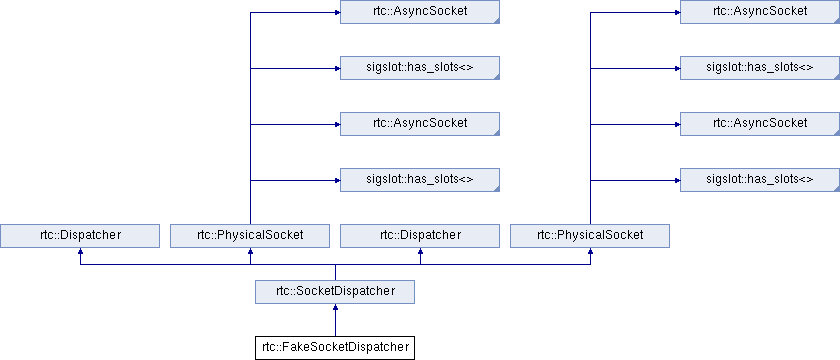 rtc::AsyncSocket
rtc::AsyncSocket
sigslot::has_slots<>
sigslot::has_slots<>
rtc::AsyncSocket
rtc::AsyncSocket
sigslot::has_slots<>
sigslot::has_slots<>
rtc::Dispatcher
rtc::PhysicalSocket
rtc::Dispatcher
rtc::PhysicalSocket
rtc::SocketDispatcher
rtc::FakeSocketDispatcher